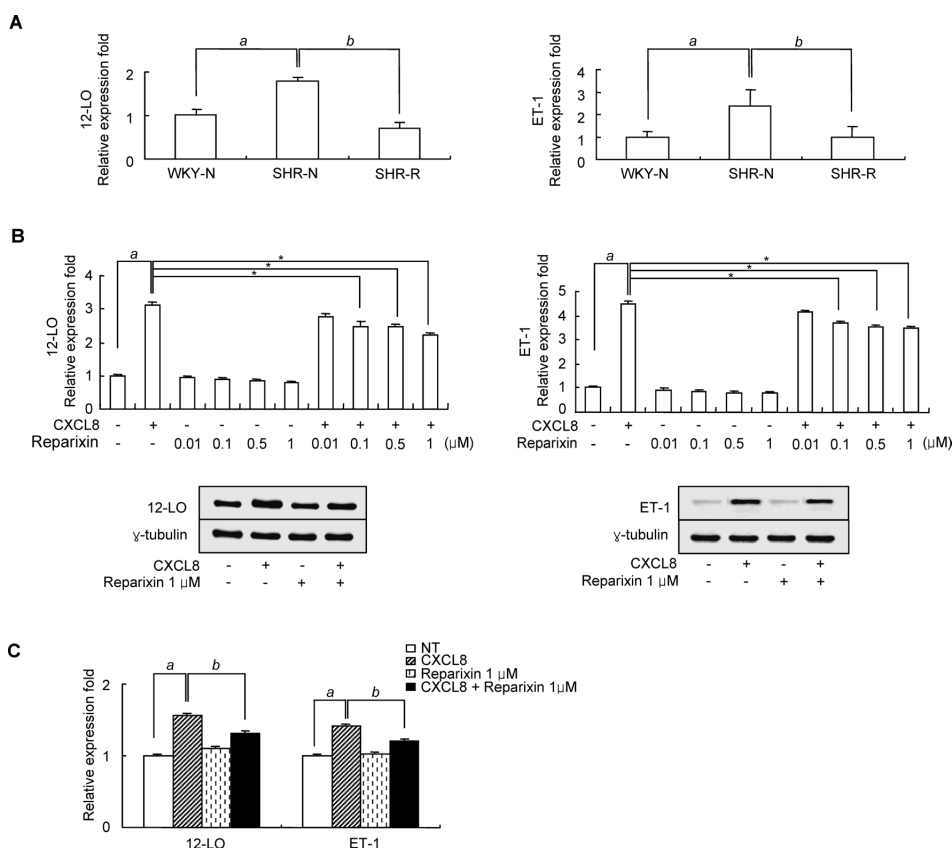 A
12-LO
Relative expression fold
a b
2
1
0
WKY-N SHR-N SHR-R
ET-1
Relative expression fold
a b
4
3
2
1
0
WKY-N SHR-N SHR-R
B
12-LO
Relative expression fold
a * * *
4
3
2
1
0
CXCL8 - + - - - - + + + +
Reparixin - - 0.01 0.1 0.5 1 0.01 0.1 0.5 1 (μM)
ET-1
Relative expression fold
a * * *
5
4
3
2
1
0
CXCL8 - + - - - - + + + +
Reparixin - - 0.01 0.1 0.5 1 0.01 0.1 0.5 1 (μM)
12-LO
ɣ-tubulin
CXCL8 - + - +
Reparixin 1 μM - - + +
ET-1
ɣ-tubulin
CXCL8 - + - +
Reparixin 1 μM - - + +
C
NT
CXCL8
Reparixin 1 μM
CXCL8 + Reparixin 1μM
Relative expression fold
a b a b
2
1
0
12-LO ET-1